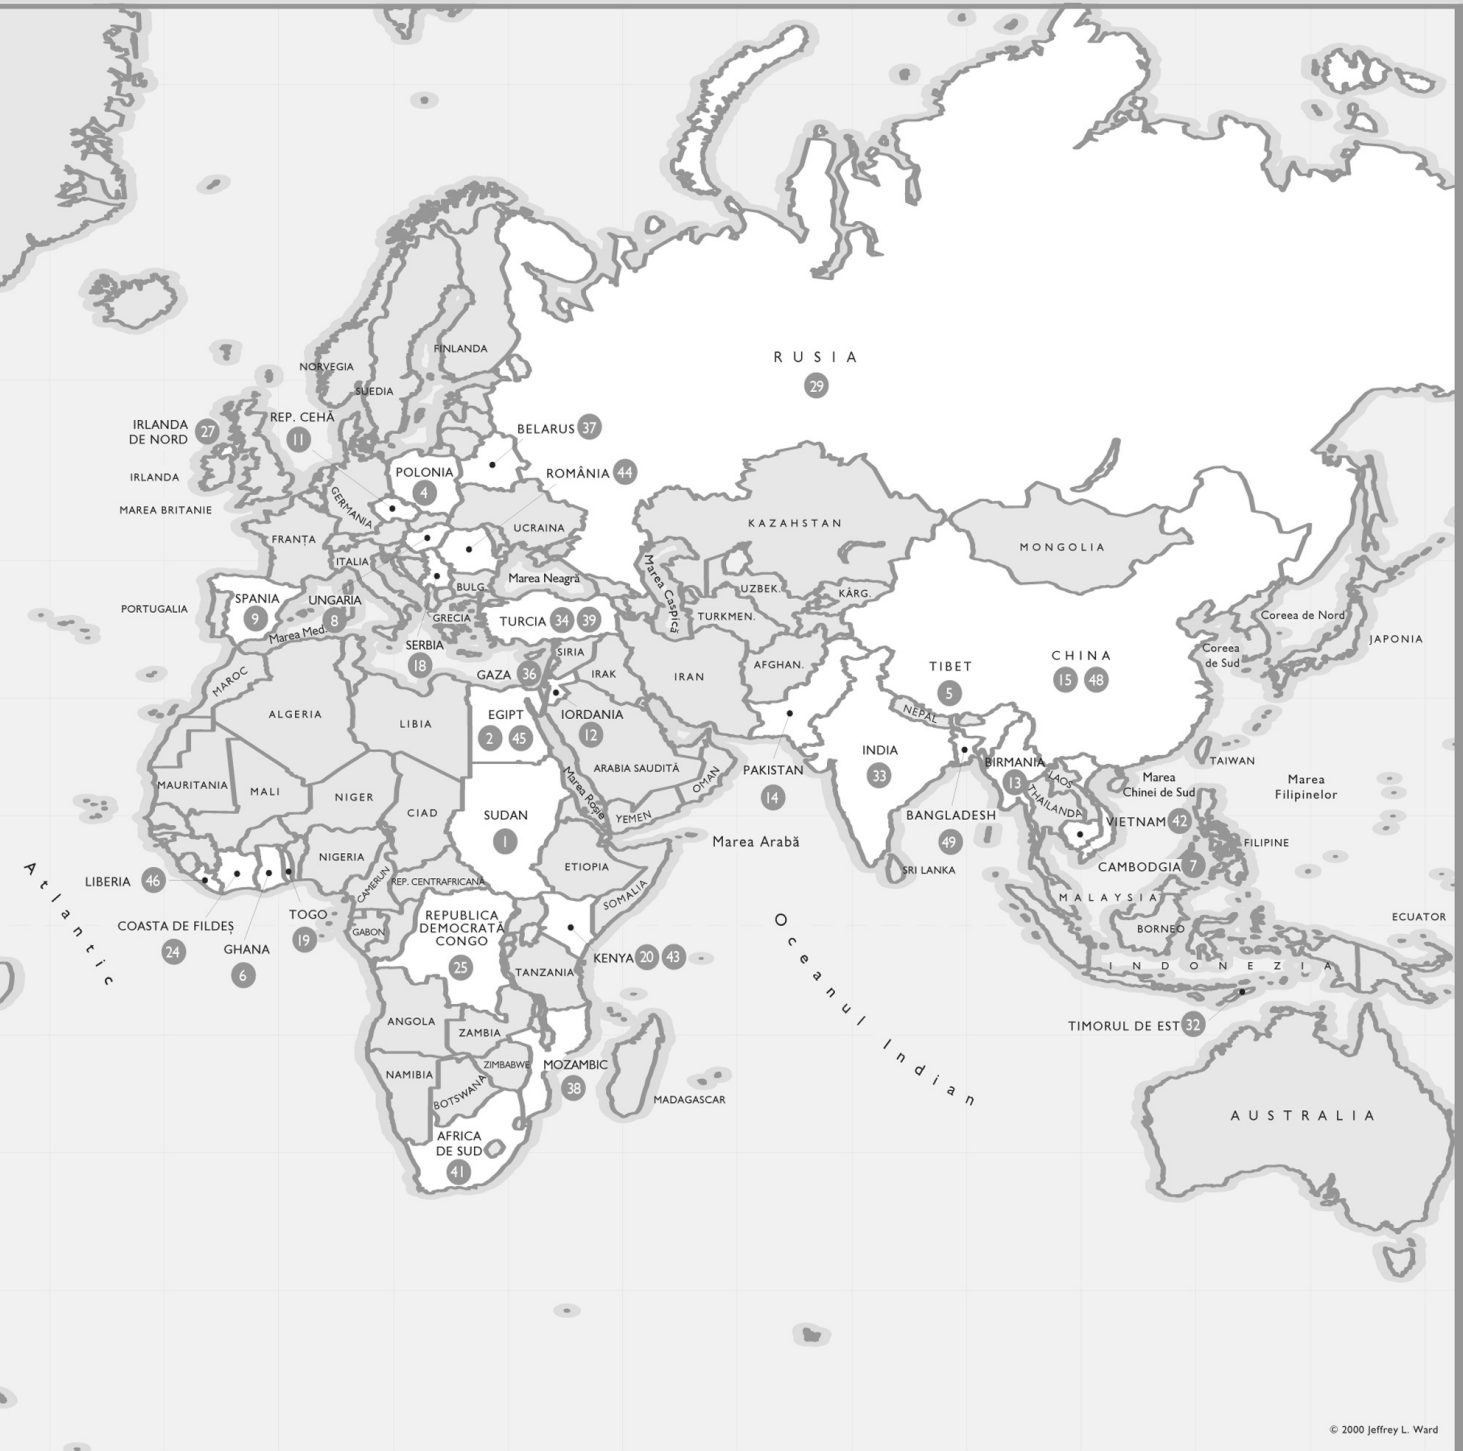 RUSIA
29
FINLANDA
NORVEGIA
SUEDIA
IRLANDA
DE NORD
27
REP. CEHĂ
11
BELARUS 37
ROMÂNIA 44
POLONIA
4
IRLANDA
MAREA BRITANIE
GERMANIA
UCRAINA
FRANȚA
KAZAHSTAN
MONGOLIA
ITALIA
Marea Neagră
Marea Caspică
BULG.
UZBEK.
KÂRG.
SPANIA
9
UNGARIA
8
PORTUGALIA
GRECIA
TURCIA 34 39
TURKMEN.
Coreea de Nord
Marea Med.
JAPONIA
SERBIA
18
SIRIA
AFGHAN.
TIBET
5
CHINA
15 48
Coreea
de Sud
GAZA 36
IRAK
IRAN
MAROC
ALGERIA
LIBIA
EGIPT
2 45
IORDANIA
12
NEPAL
INDIA
33
BIRMANIA
13
TAIWAN
ARABIA SAUDITĂ
OMAN
PAKISTAN
14
LAOS
Marea
Chinei de Sud
Marea
Filipinelor
MAURITANIA
MALI
NIGER
CIAD
SUDAN
1
Marea Roșie
YEMEN
THAILANDA
BANGLADESH
49
VIETNAM 42
Marea Arabă
FILIPINE
NIGERIA
ETIOPIA
SRI LANKA
CAMBODGIA 7
LIBERIA 46
CAMERUN
REP. CENTRAFRICANĂ
SOMALIA
MALAYSIA
Atlantic
COASTA DE FILDEȘ
24
TOGO
19
GHANA
6
GABON
REPUBLICA
DEMOCRATĂ
CONGO
25
KENYA 20 43
BORNEO
ECUATOR
TANZANIA
INDONEZIA
Oceanul Indian
ANGOLA
ZAMBIA
TIMORUL DE EST 32
NAMIBIA
ZIMBABWE
MOZAMBIC
38
BOTSWANA
MADAGASCAR
AUSTRALIA
AFRICA
DE SUD
41
© 2000 Jeffrey L. Ward